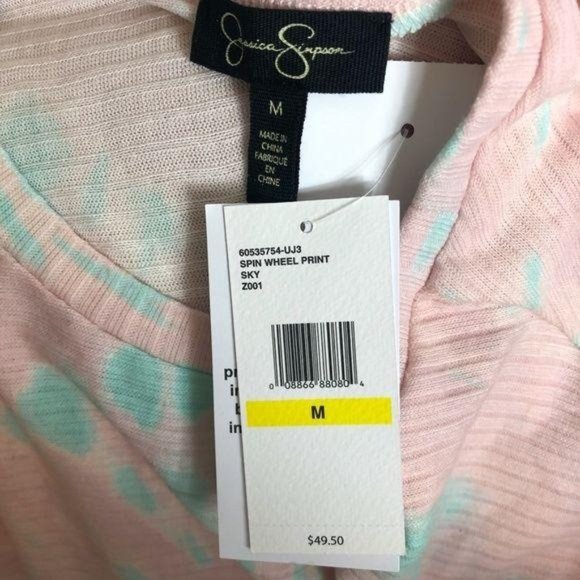 Jessica Simpson
M
MADE IN
CHINA
FABRIQUÉ
EN
CHINE
60535754-UJ3
SPIN WHEEL PRINT
SKY
Z001
0 08866 88080 4
M
$49.50